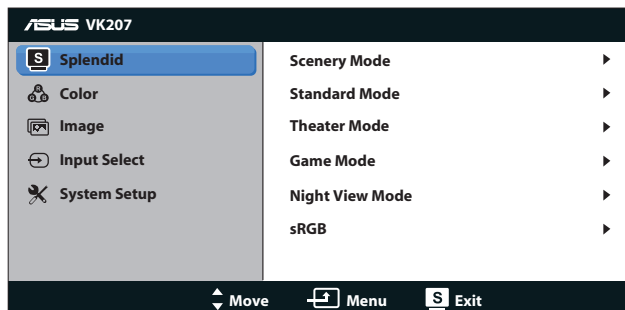 ASUS VK207
S Splendid
Color
Image
Input Select
System Setup
Scenery Mode
Standard Mode
Theater Mode
Game Mode
Night View Mode
sRGB
Move Menu S Exit